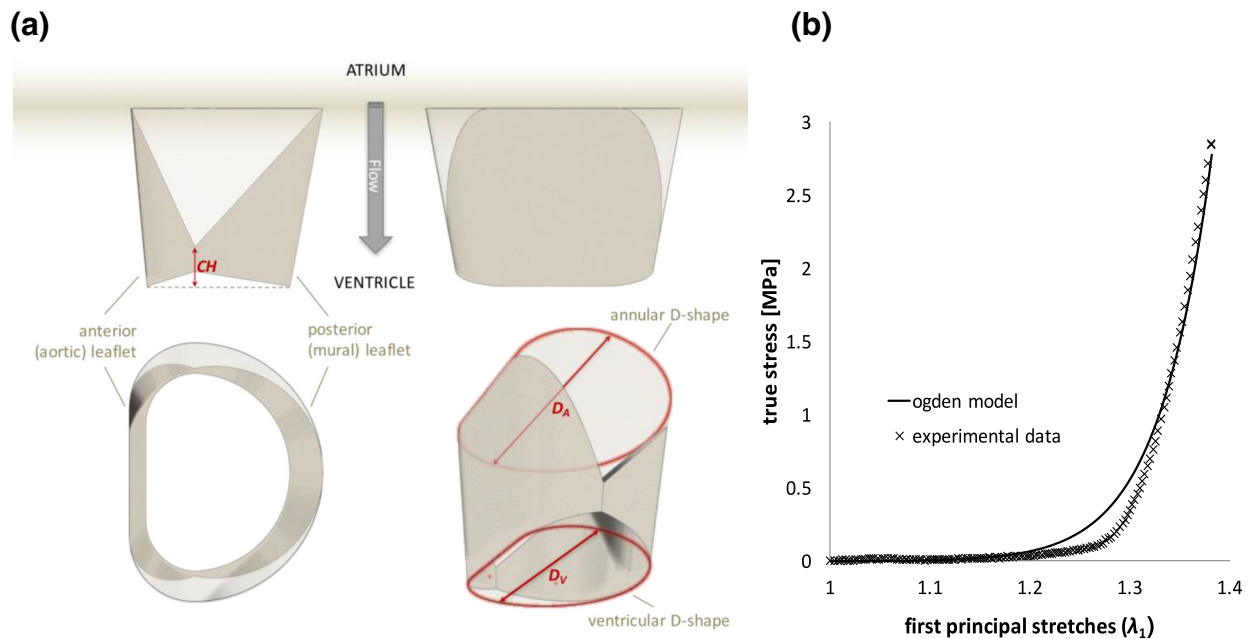 (a)
ATRIUM
Flow
CH
VENTRICLE
anterior
(aortic) leaflet
posterior
(mural) leaflet
annular D-shape
D_A
D_V
ventricular D-shape
(b)
true stress [MPa]
3
2.5
2
1.5
1
0.5
0
ogden model
experimental data
1
1.1
1.2
1.3
1.4
first principal stretches (λ₁)